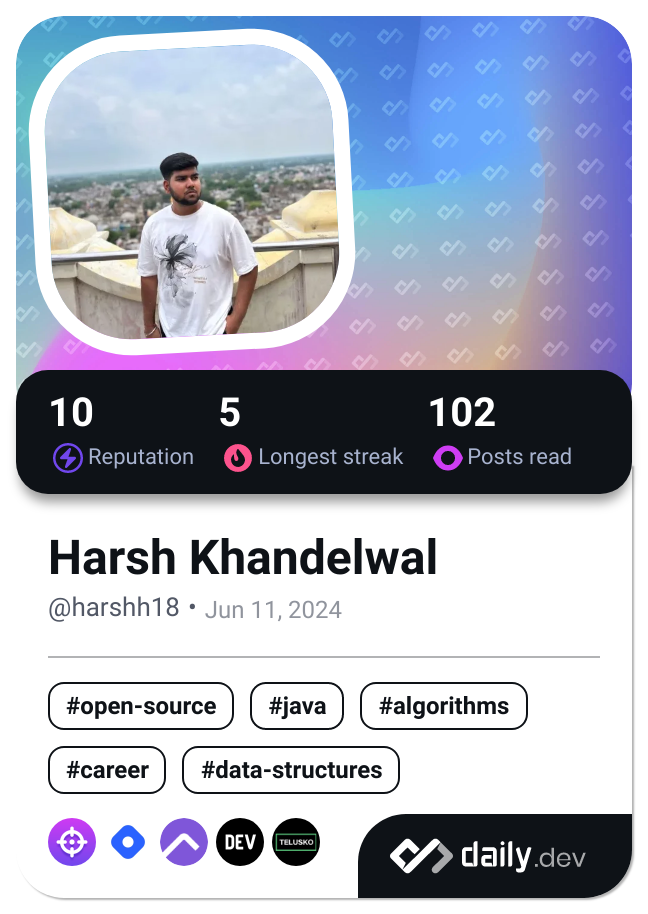 10 5 102
Reputation Longest streak Posts read
Harsh Khandelwal
@harshh18 • Jun 11, 2024
#open-source #java #algorithms
#career #data-structures
DEV TELUSKO daily.dev